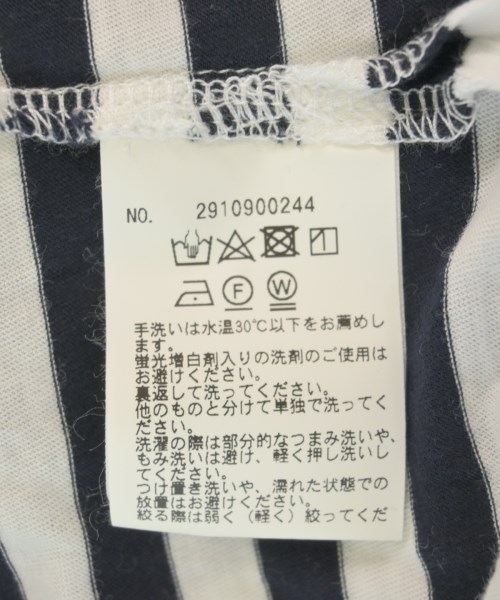 NO. 2910900244
F W
手洗いは水温30℃以下をお薦めし
ます。
蛍光増白剤入りの洗剤のご使用は
お避けください。
裏返して洗ってください。
他のものと分けて単独で洗ってく
ださい。
洗濯の際は部分的なつまみ洗いや、
もみ洗いは避け、軽く押し洗いし
てください。
つけ置き洗いや、濡れた状態での
放置はお避けください。
絞る際は弱く（軽く）絞ってくだ